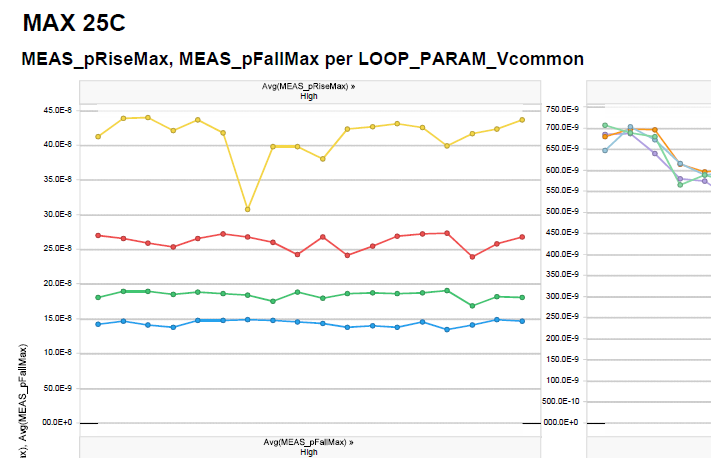 MAX 25C
MEAS_pRiseMax, MEAS_pFallMax per LOOP_PARAM_Vcommon
Avg(MEAS_pRiseMax) »
High
45.0E-8
40.0E-8
35.0E-8
30.0E-8
25.0E-8
20.0E-8
15.0E-8
10.0E-8
50.0E-9
00.0E+0
750.0E-9
700.0E-9
650.0E-9
600.0E-9
550.0E-9
500.0E-9
450.0E-9
400.0E-9
350.0E-9
300.0E-9
250.0E-9
200.0E-9
150.0E-9
100.0E-9
500.0E-10
000.0E+0
ax), Avg(MEAS_pFallMax)
Avg(MEAS_pFallMax) »
High